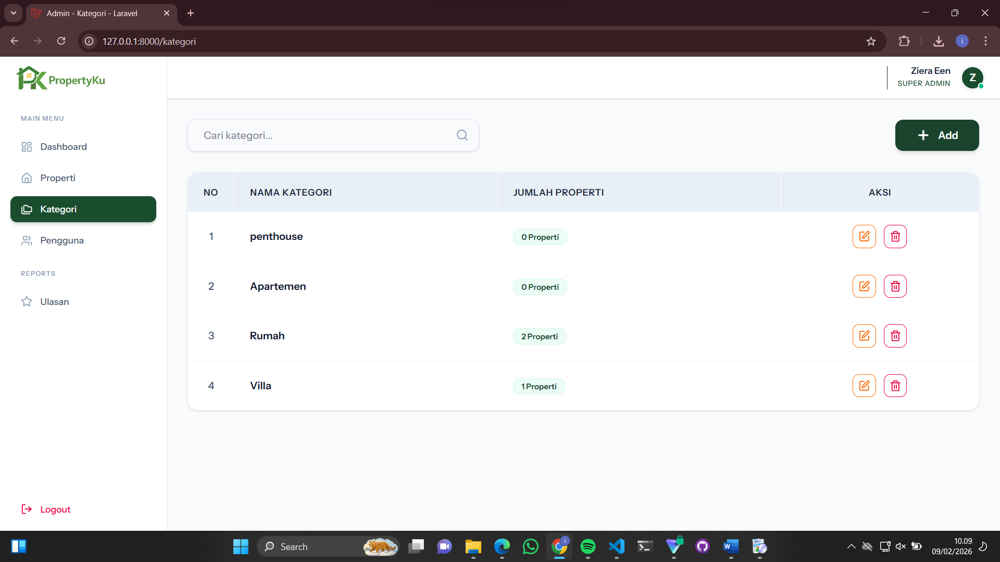 Admin - Kategori - Laravel
127.0.0.1:8000/kategori
i
PK PropertyKu
Ziera Een
SUPER ADMIN
Z
MAIN MENU
Dashboard
Properti
Kategori
Pengguna
REPORTS
Ulasan
Logout
Cari kategori...
+ Add
NO NAMA KATEGORI JUMLAH PROPERTI AKSI
1 penthouse 0 Properti
2 Apartemen 0 Properti
3 Rumah 2 Properti
4 Villa 1 Properti
Search
i
W
10.09
09/02/2026